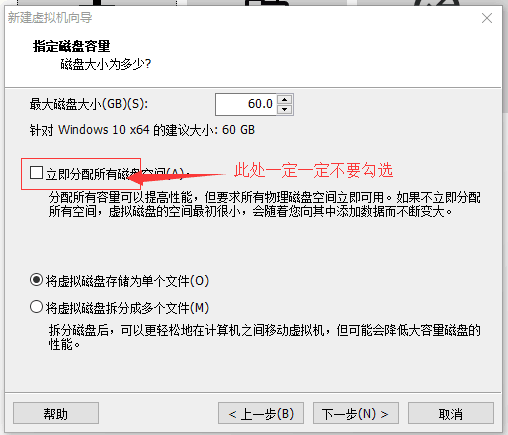 新建虚拟机向导
指定磁盘容量
磁盘大小为多少?
最大磁盘大小(GB)(S): 60.0
针对 Windows 10 x64 的建议大小: 60 GB
立即分配所有磁盘空间(A)。 此处一定一定不要勾选
分配所有容量可以提高性能，但要求所有物理磁盘空间立即可用。如果不立即分配
所有空间，虚拟磁盘的空间最初很小，会随着您向其中添加数据而不断变大。
将虚拟磁盘存储为单个文件(O)
将虚拟磁盘拆分成多个文件(M)
拆分磁盘后，可以更轻松地在计算机之间移动虚拟机，但可能会降低大容量磁盘的
性能。
帮助 < 上一步(B) 下一步(N) > 取消